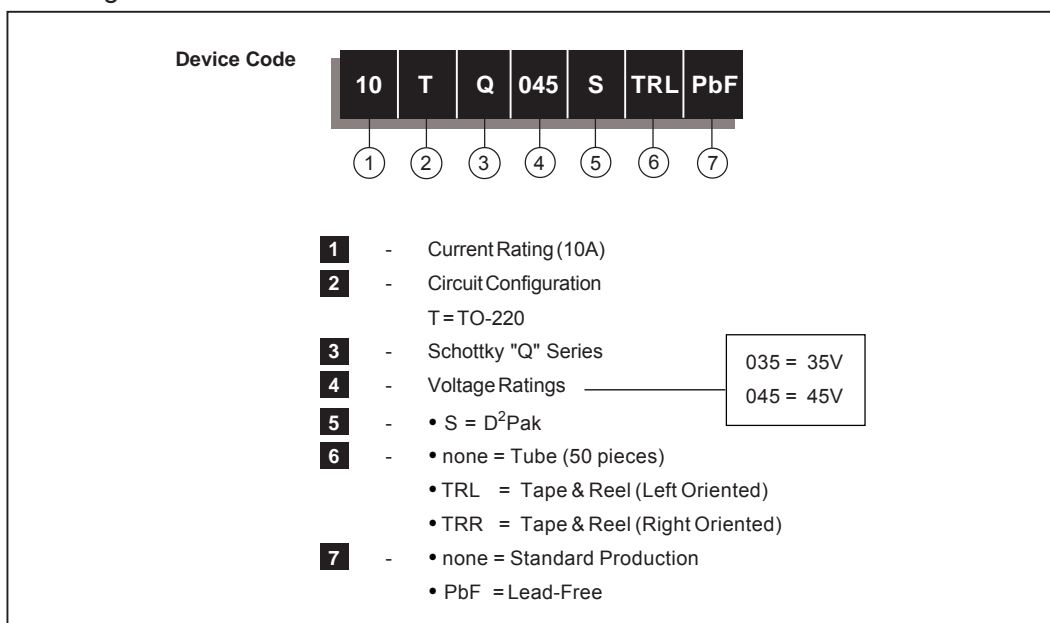 Device Code
10 T Q 045 S TRL PbF
1 2 3 4 5 6 7
1 - Current Rating (10A)
2 - Circuit Configuration
T = TO-220
3 - Schottky "Q" Series
4 - Voltage Ratings
035 = 35V
045 = 45V
5 - • S = D²Pak
6 - • none = Tube (50 pieces)
• TRL = Tape & Reel (Left Oriented)
• TRR = Tape & Reel (Right Oriented)
7 - • none = Standard Production
• PbF = Lead-Free